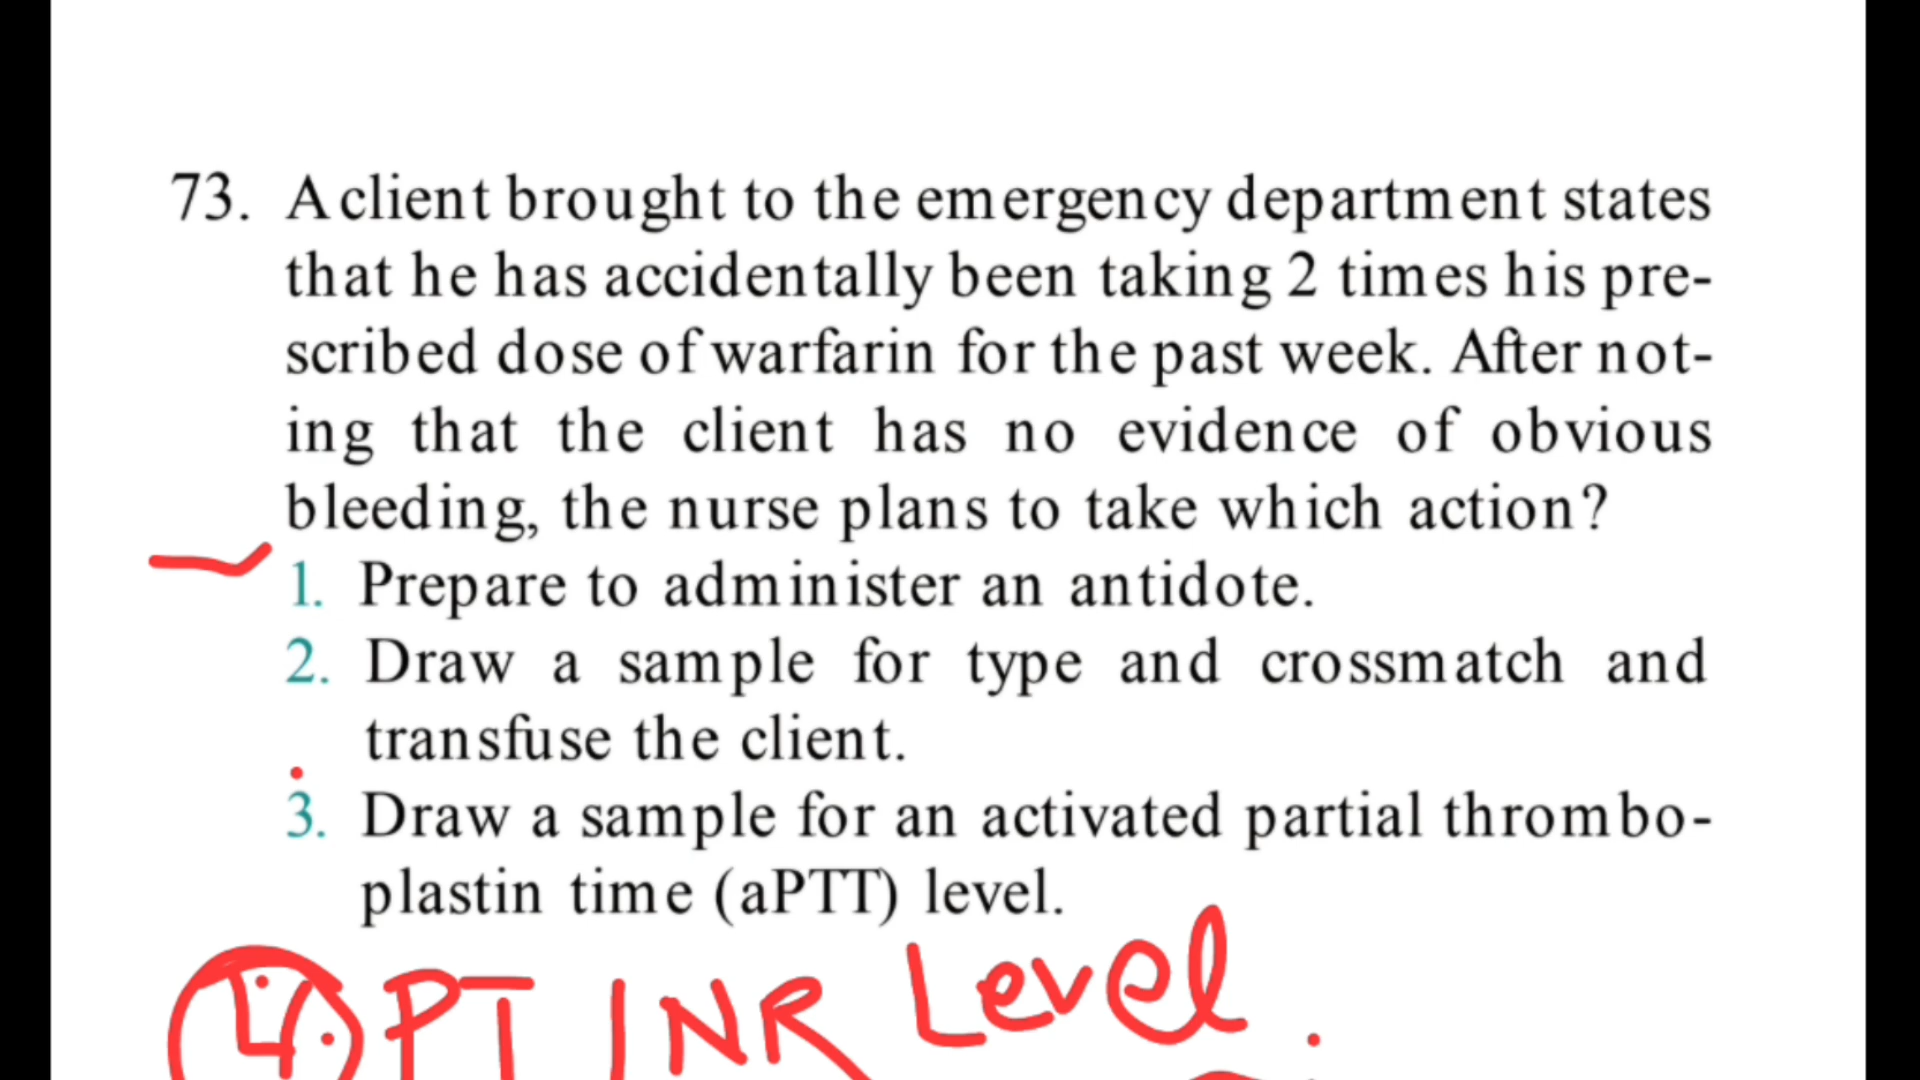 73. A client brought to the emergency department states
that he has accidentally been taking 2 times his pre-
scribed dose of warfarin for the past week. After not-
ing that the client has no evidence of obvious
bleeding, the nurse plans to take which action?
1. Prepare to administer an antidote.
2. Draw a sample for type and crossmatch and
transfuse the client.
3. Draw a sample for an activated partial thrombo-
plastin time (aPTT) level.
4. PT INR Level.